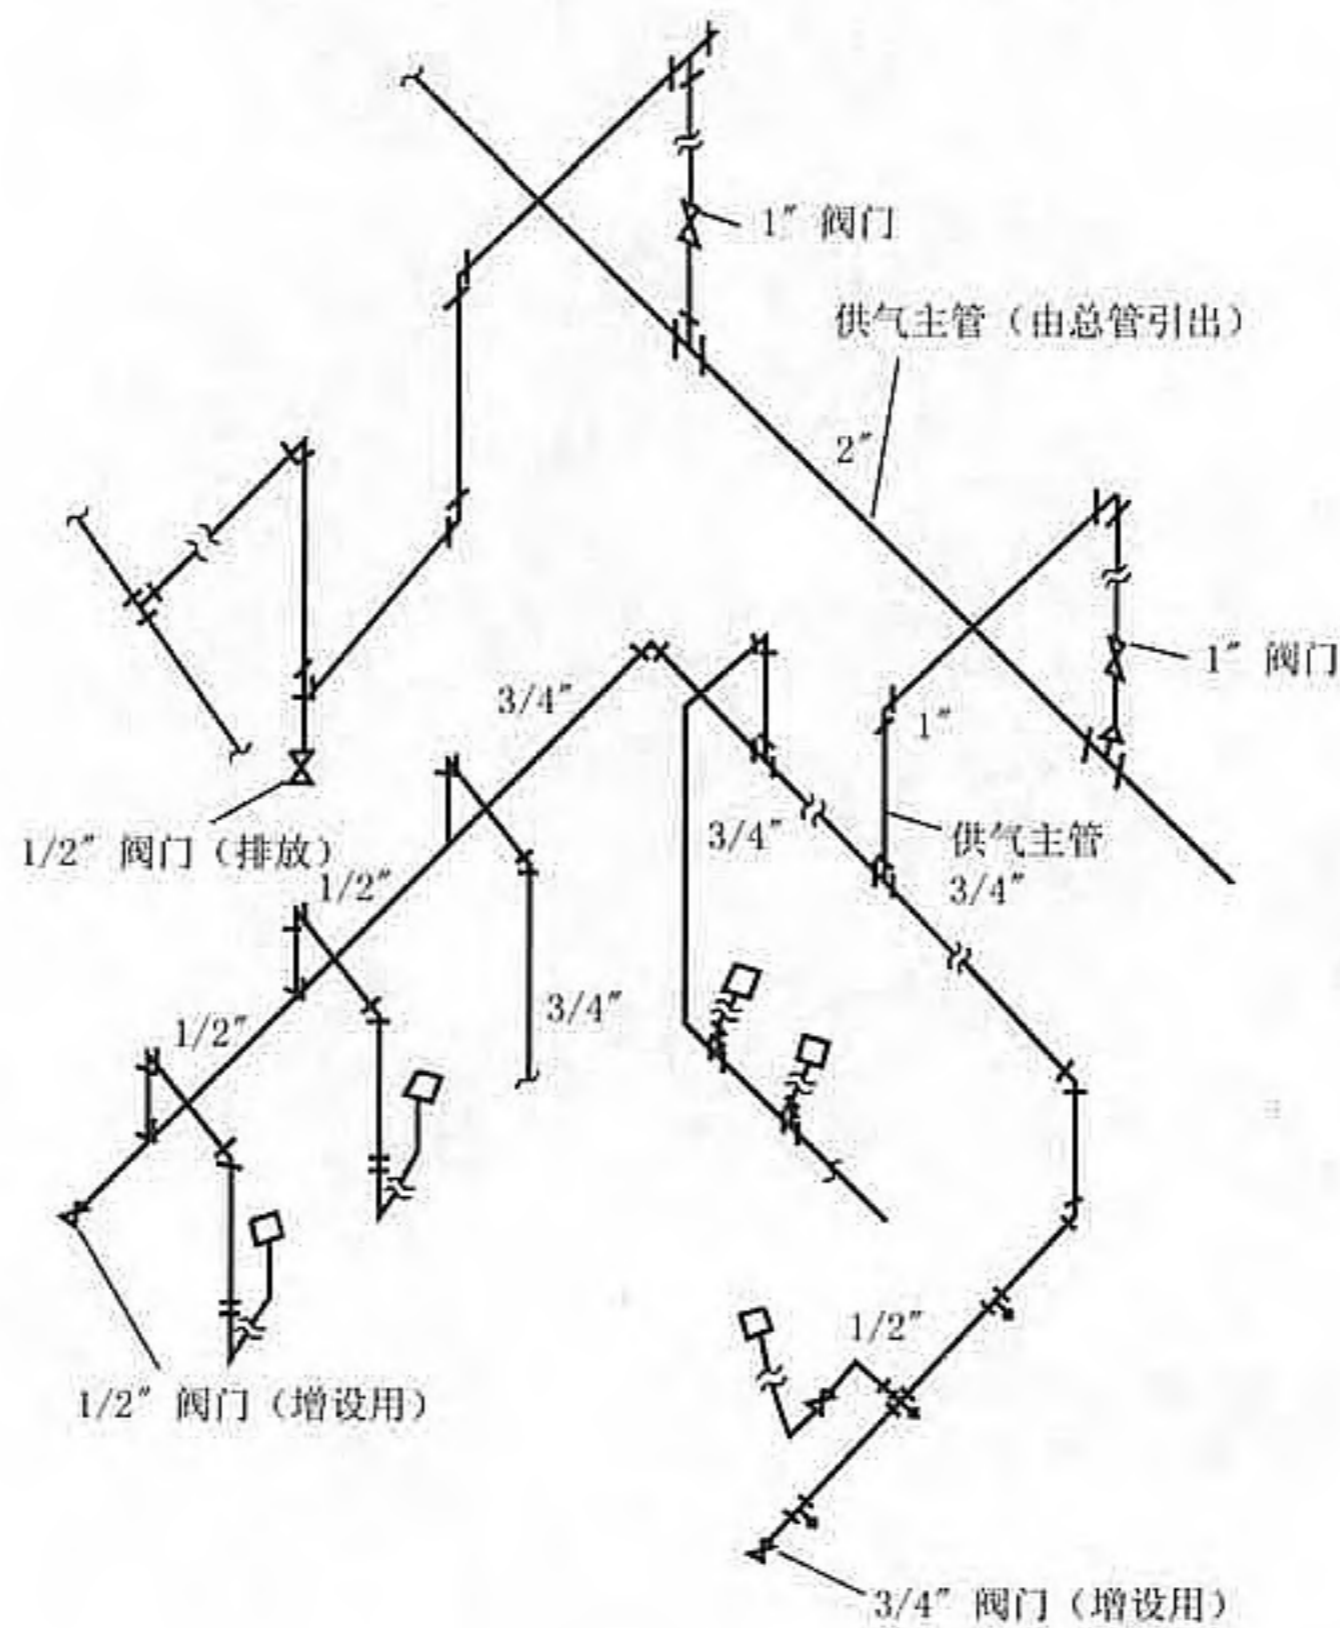 1″ 阀门
供气主管（由总管引出）
2″
1″ 阀门
3/4″
1″
3/4″
供气主管
1/2″ 阀门（排放）
1/2″
3/4″
3/4″
1/2″
1/2″
1/2″ 阀门（增设用）
3/4″ 阀门（增设用）